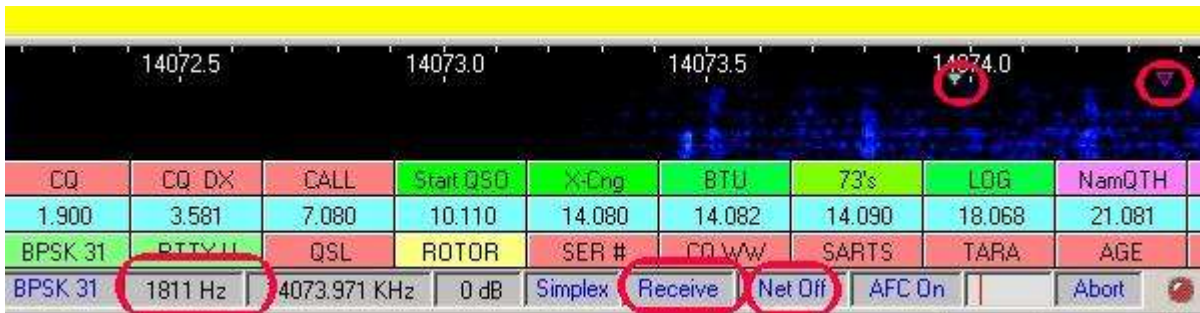 14072.5 14073.0 14073.5 14074.0
CQ CQ DX CALL Start QSO X-Cng BTU 73's LOG NamQTH
1.900 3.581 7.080 10.110 14.080 14.082 14.090 18.068 21.081
BPSK 31 RTTY U QSL ROTOR SER # CQ WW SARTS TARA AGE
BPSK 31 1811 Hz 4073.971 KHz 0 dB Simplex Receive Net Off AFC On Abort